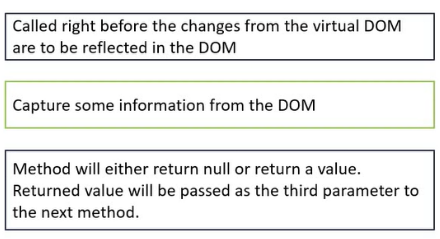 Called right before the changes from the virtual DOM
are to be reflected in the DOM
Capture some information from the DOM
Method will either return null or return a value.
Returned value will be passed as the third parameter to
the next method.